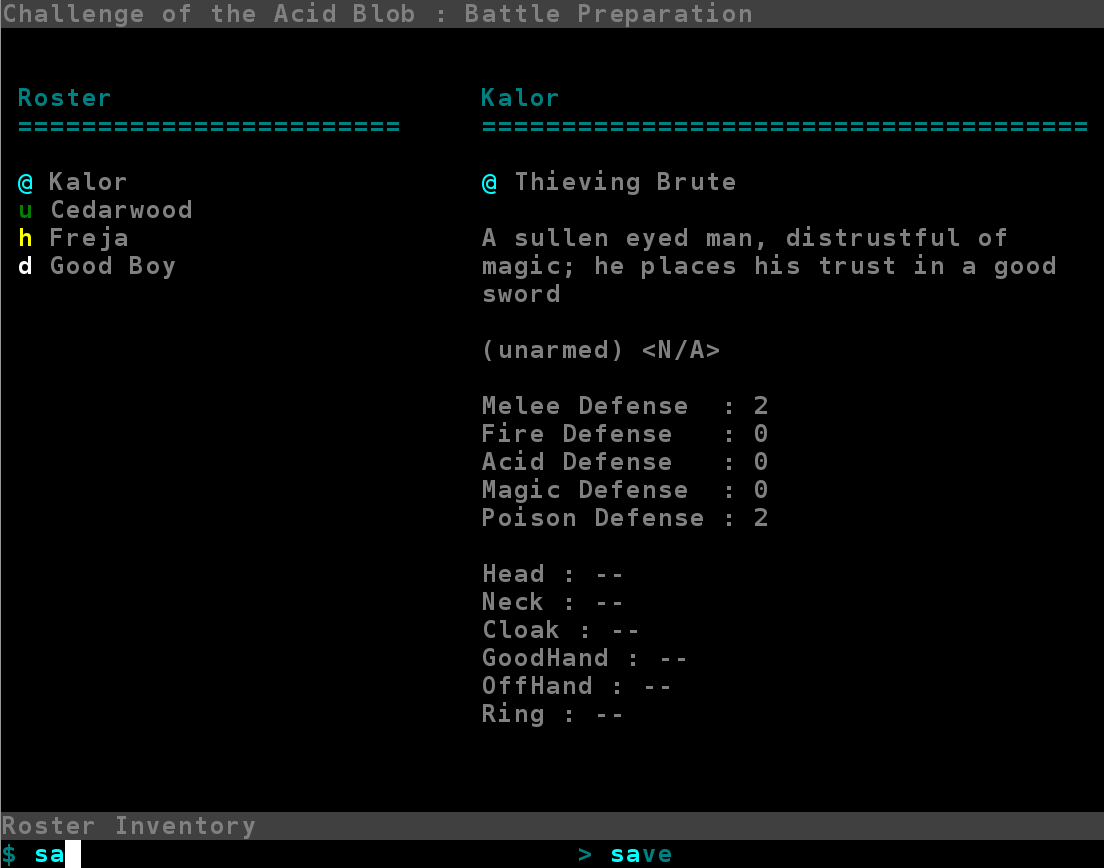 Challenge of the Acid Blob : Battle Preparation
Roster
========================
@ Kalor
u Cedarwood
h Freja
d Good Boy
Kalor
======================================
@ Thieving Brute
A sullen eyed man, distrustful of
magic; he places his trust in a good
sword
(unarmed) <N/A>
Melee Defense  : 2
Fire Defense   : 0
Acid Defense   : 0
Magic Defense  : 0
Poison Defense : 2
Head : --
Neck : --
Cloak : --
GoodHand : --
OffHand : --
Ring : --
Roster Inventory
$ sa
> save